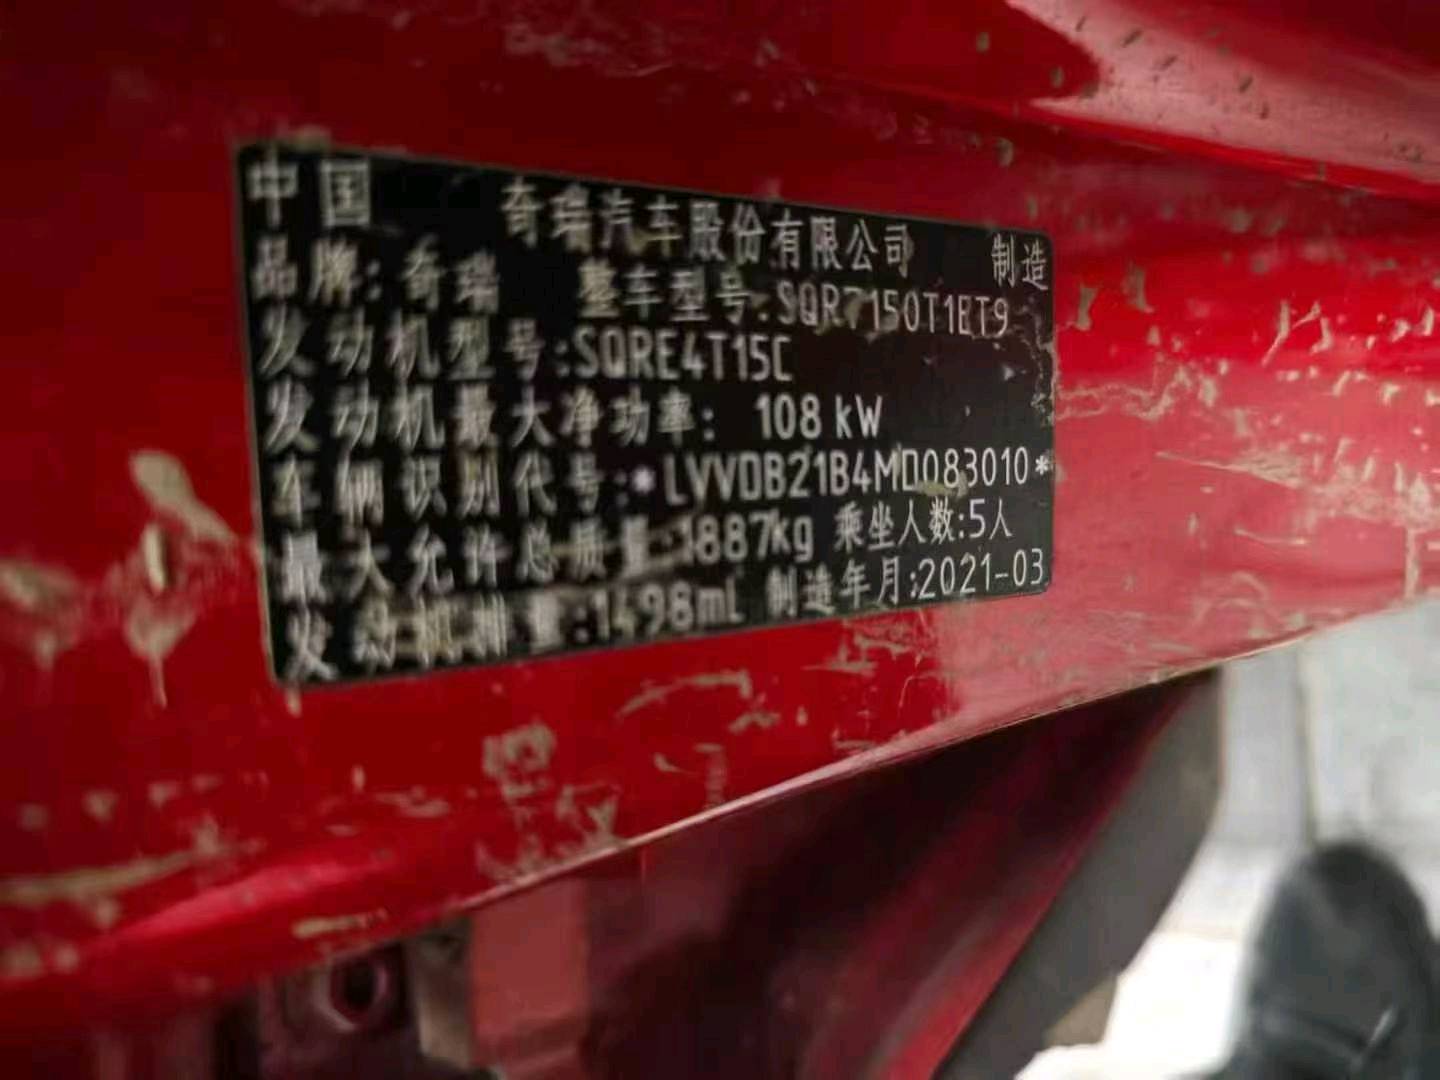 中国 奇瑞汽车股份有限公司 制造
品牌:奇瑞 整车型号:SQR7150T1ET9
发动机型号:SQRE4T15C
发动机最大净功率: 108 kW
车辆识别代号:*LVVDB21B4MD083010*
最大允许总质量:1887kg 乘坐人数:5人
发动机排量:1498mL 制造年月:2021-03